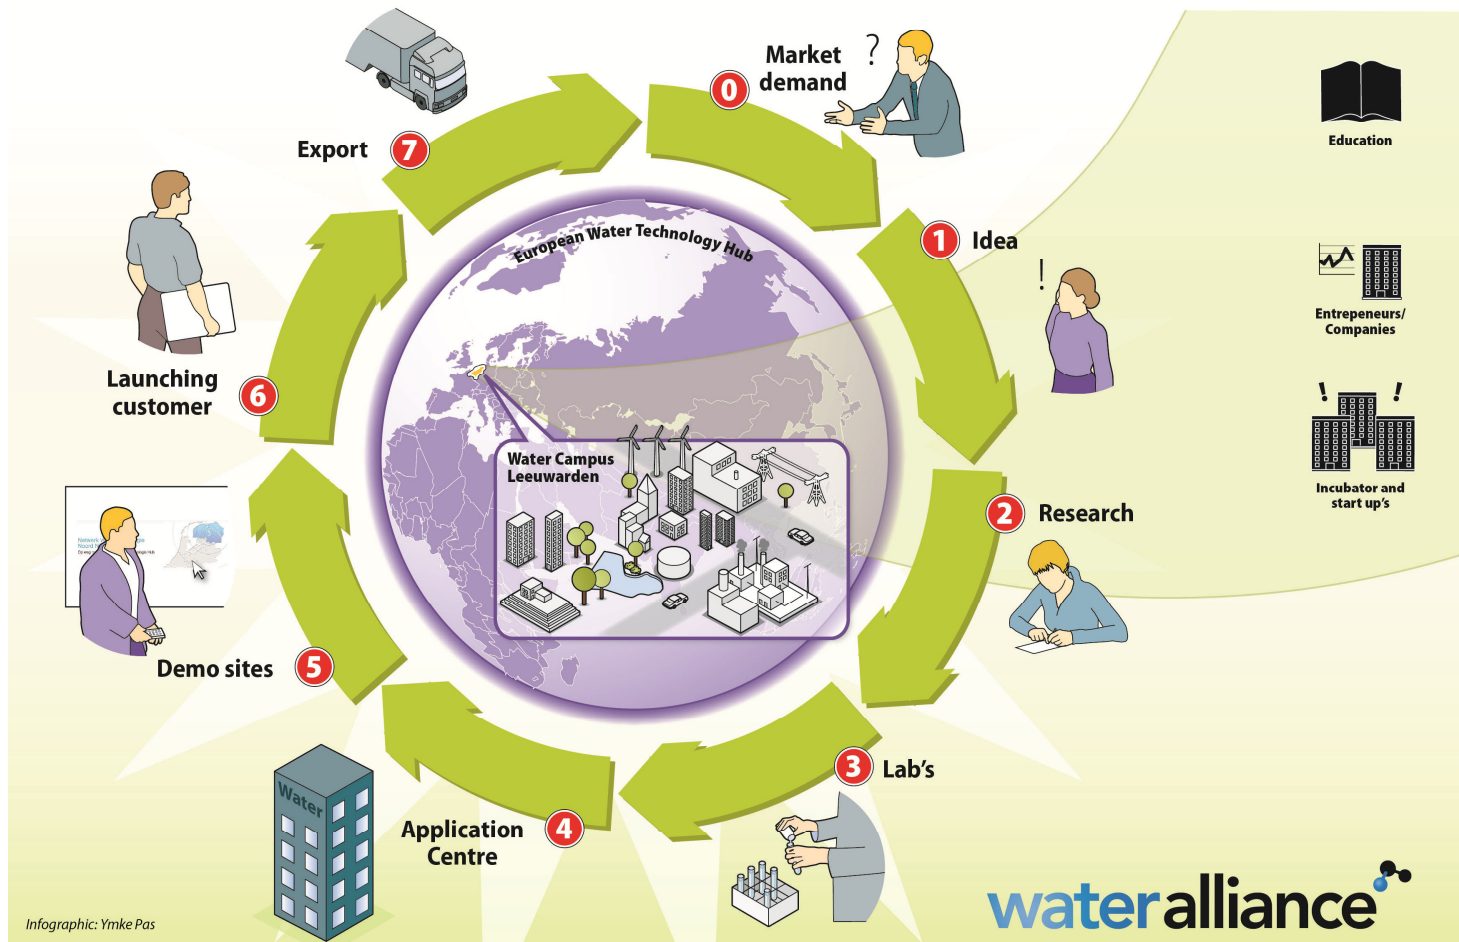 Market
demand
?
0
Export
7
European Water Technology Hub
1
Idea
!
Education
Entrepeneurs/
Companies
Incubator and
start up's
Launching
customer
6
Water Campus
Leeuwarden
2
Research
Demo sites
5
3
Lab's
Water
Application
Centre
4
wateralliance
Infographic: Ymke Pas